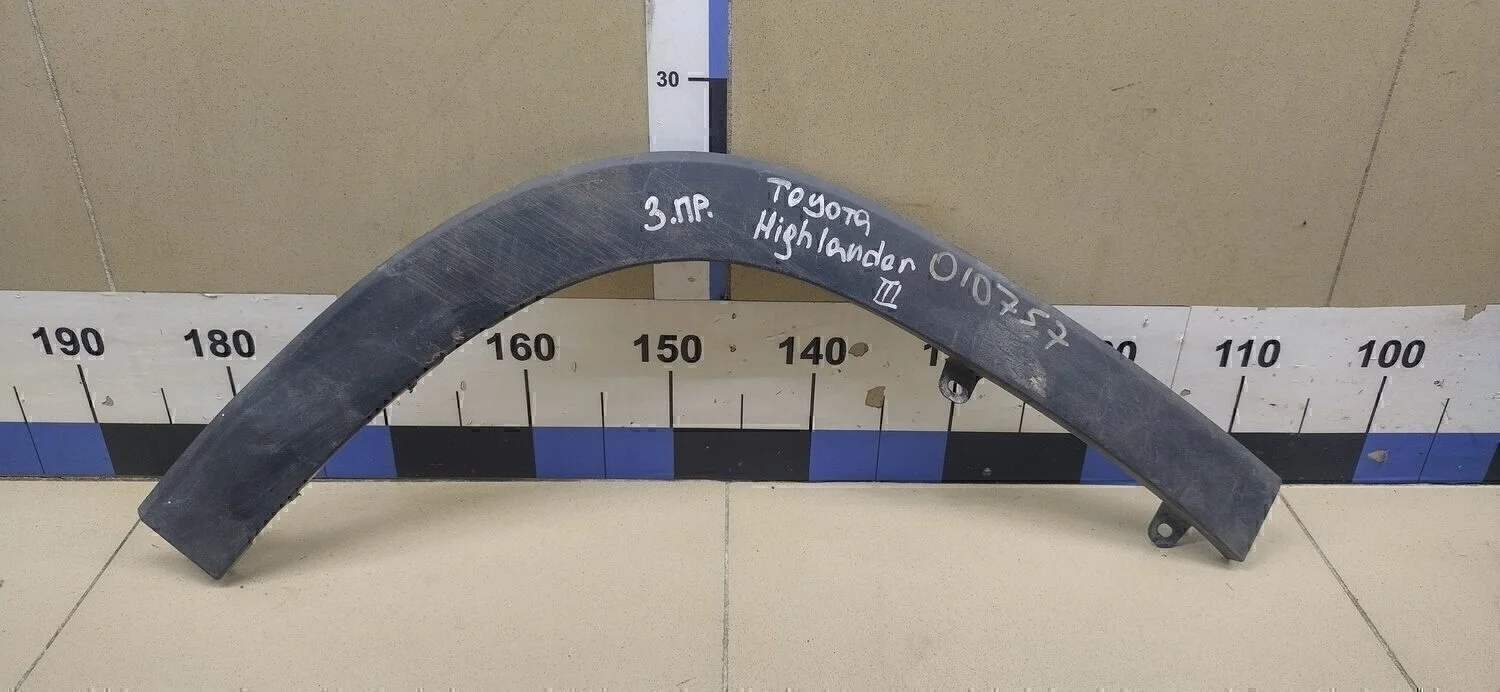 30
З.ПР.
Toyota
Highlander
III
010757
190 180 160 150 140 110 100